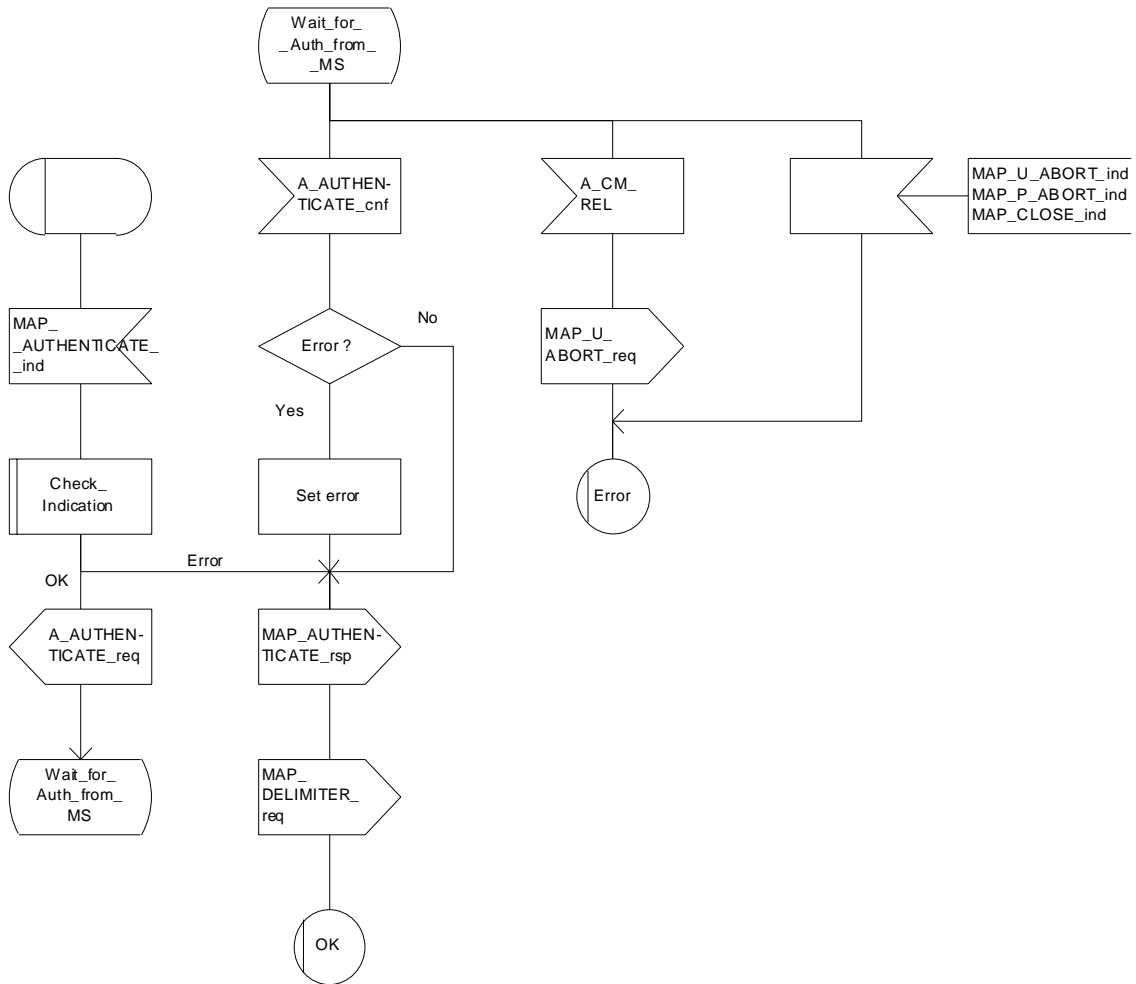 Wait_for_
_Auth_from_
_MS
A_AUTHEN-
TICATE_cnf
A_CM_
REL
MAP_U_ABORT_ind
MAP_P_ABORT_ind
MAP_CLOSE_ind
MAP_
_AUTHENTICATE_
_ind
Error ?
No
Yes
MAP_U_
ABORT_req
Check_
Indication
Set error
Error
Error
OK
A_AUTHEN-
TICATE_req
MAP_AUTHEN-
TICATE_rsp
Wait_for_
Auth_from_
MS
MAP_
DELIMITER_
req
OK